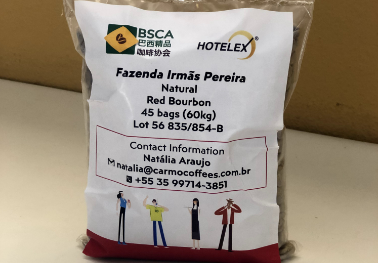 BSCA
巴西精品
咖啡协会
HOTELEX
Fazenda Irmãs Pereira
Natural
Red Bourbon
45 bags (60kg)
Lot 56 835/854-B
Contact Information
Natália Araujo
M natalia@carmocoffees.com.br
+55 35 99714-3851